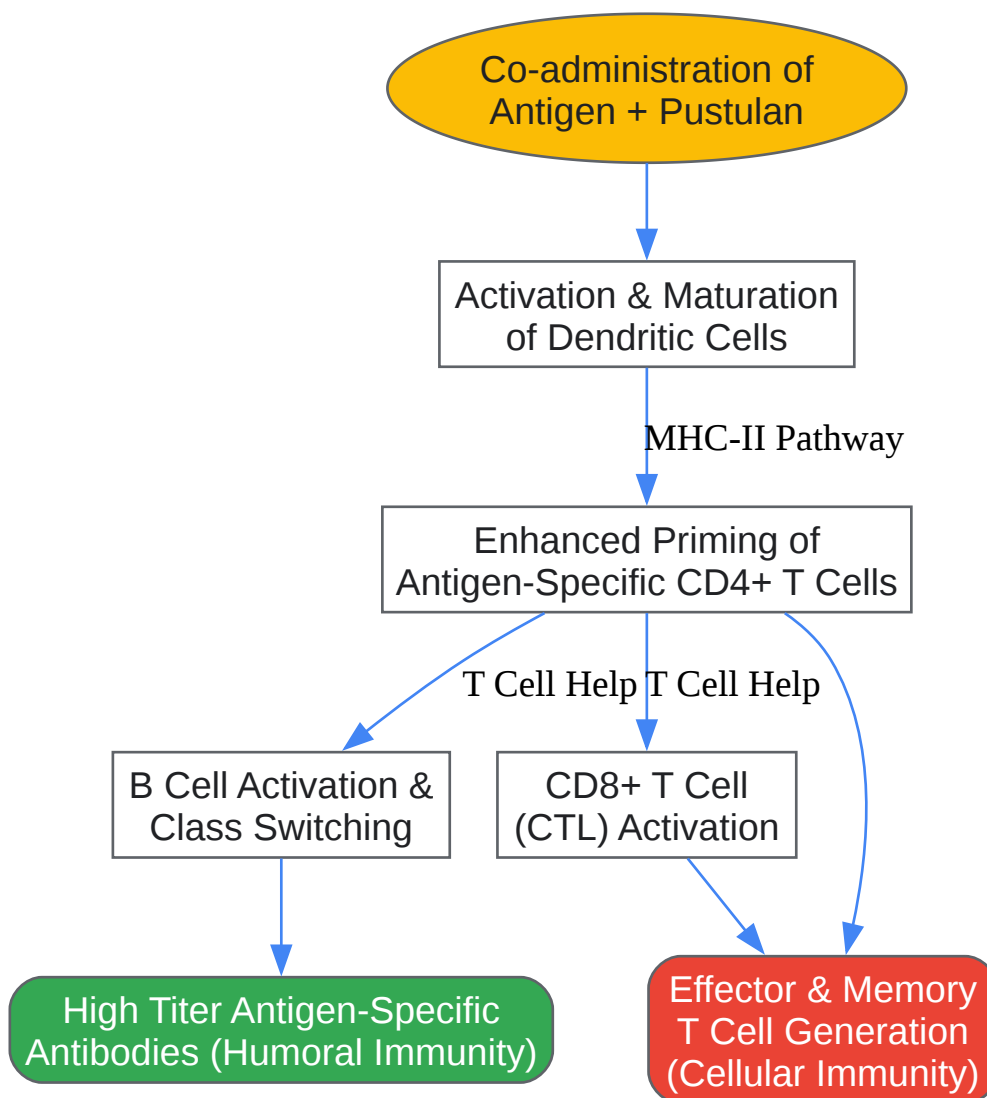 Co-administration of
Antigen + Pustulan
Activation & Maturation
of Dendritic Cells
MHC-II Pathway
Enhanced Priming of
Antigen-Specific CD4+ T Cells
T Cell Help
T Cell Help
B Cell Activation &
Class Switching
CD8+ T Cell
(CTL) Activation
High Titer Antigen-Specific
Antibodies (Humoral Immunity)
Effector & Memory
T Cell Generation
(Cellular Immunity)